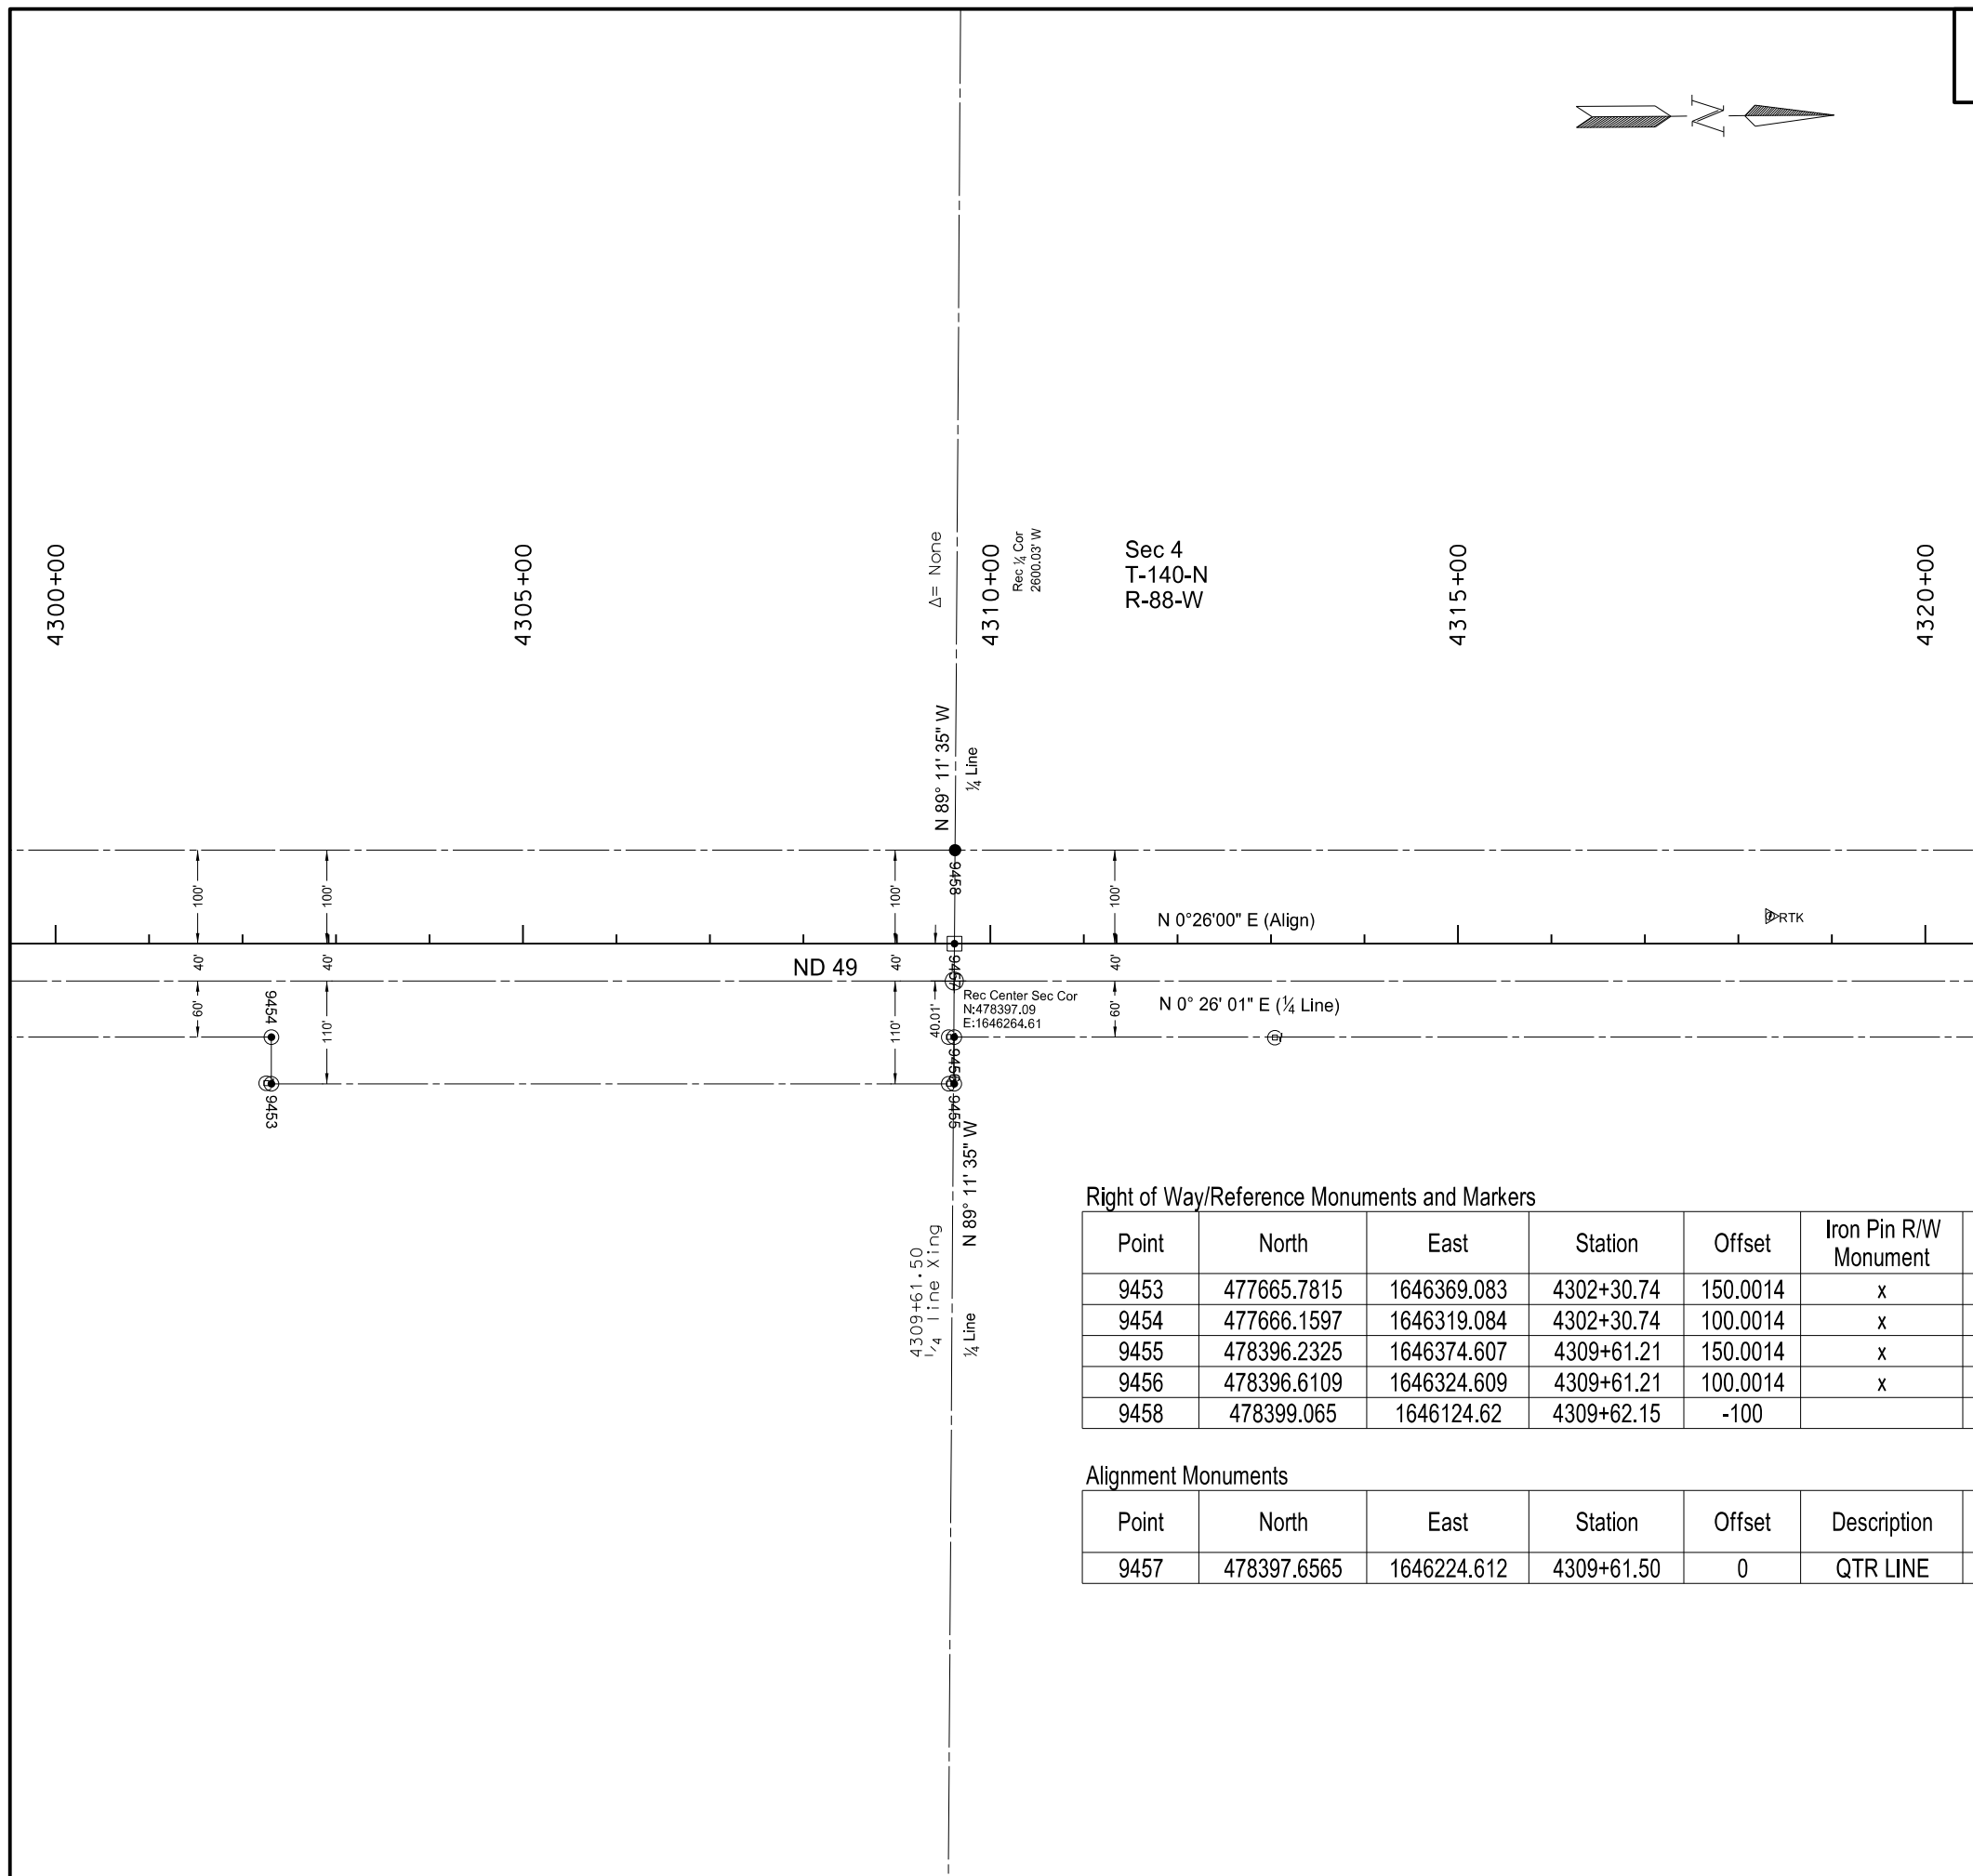 N
4300+00
4305+00
Δ= None
4310+00
Rec ¼ Cor
2600.03' W
Sec 4
T-140-N
R-88-W
4315+00
4320+00
N 89° 11' 35" W
¼ Line
100'
100'
100'
9458
100'
N 0°26'00" E (Align)
RTK
40'
40'
ND 49
40'
9457
40'
60'
9454
110'
110'
40.01'
Rec Center Sec Cor
N:478397.09
E:1646264.61
60'
N 0° 26' 01" E (¼ Line)
9456
9453
9455
N 89° 11' 35" W
4309+61.50
¼ line Xing
¼ Line
Right of Way/Reference Monuments and Markers
Point North East Station Offset Iron Pin R/W Monument
9453 477665.7815 1646369.083 4302+30.74 150.0014 x
9454 477666.1597 1646319.084 4302+30.74 100.0014 x
9455 478396.2325 1646374.607 4309+61.21 150.0014 x
9456 478396.6109 1646324.609 4309+61.21 100.0014 x
9458 478399.065 1646124.62 4309+62.15 -100
Alignment Monuments
Point North East Station Offset Description
9457 478397.6565 1646224.612 4309+61.50 0 QTR LINE